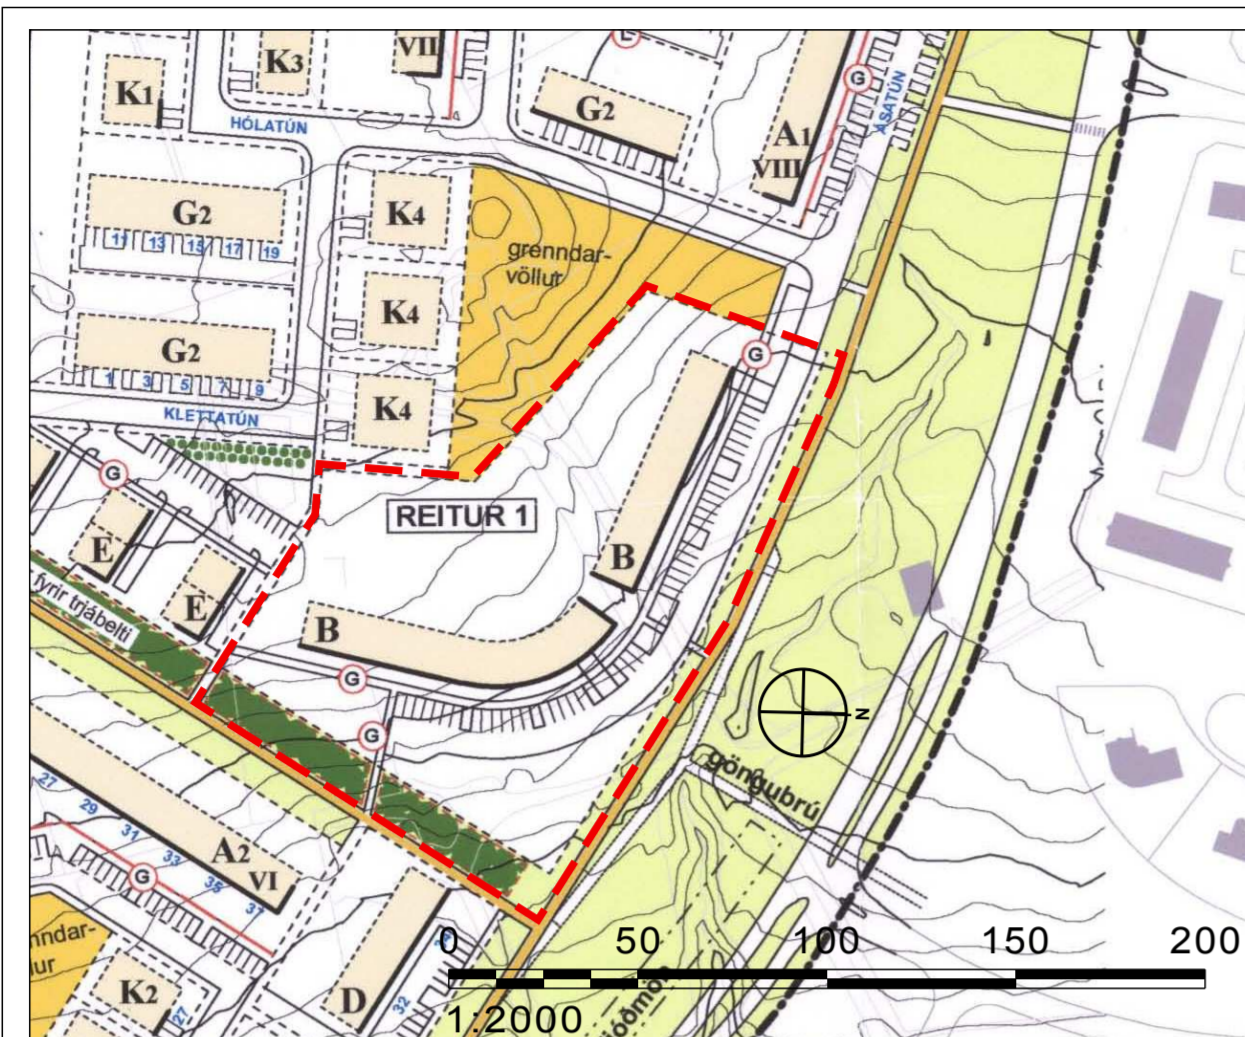 VII
K3
K1
G
G2
A1
VIII
ÁSATÚN
HÓLATÚN
G2
11 13 15 17 19
K4
grenndar-
völlur
K4
G2
1 3 5 7 9
KLETTATÚN
K4
G
G
REITUR 1
E
E
B
B
fyrir trjábelti
G
G
N
göngubrú
27
29
31
33
35
37
A2
VI
G
D
32
K2
27
0 50 100 150 200
1:2000